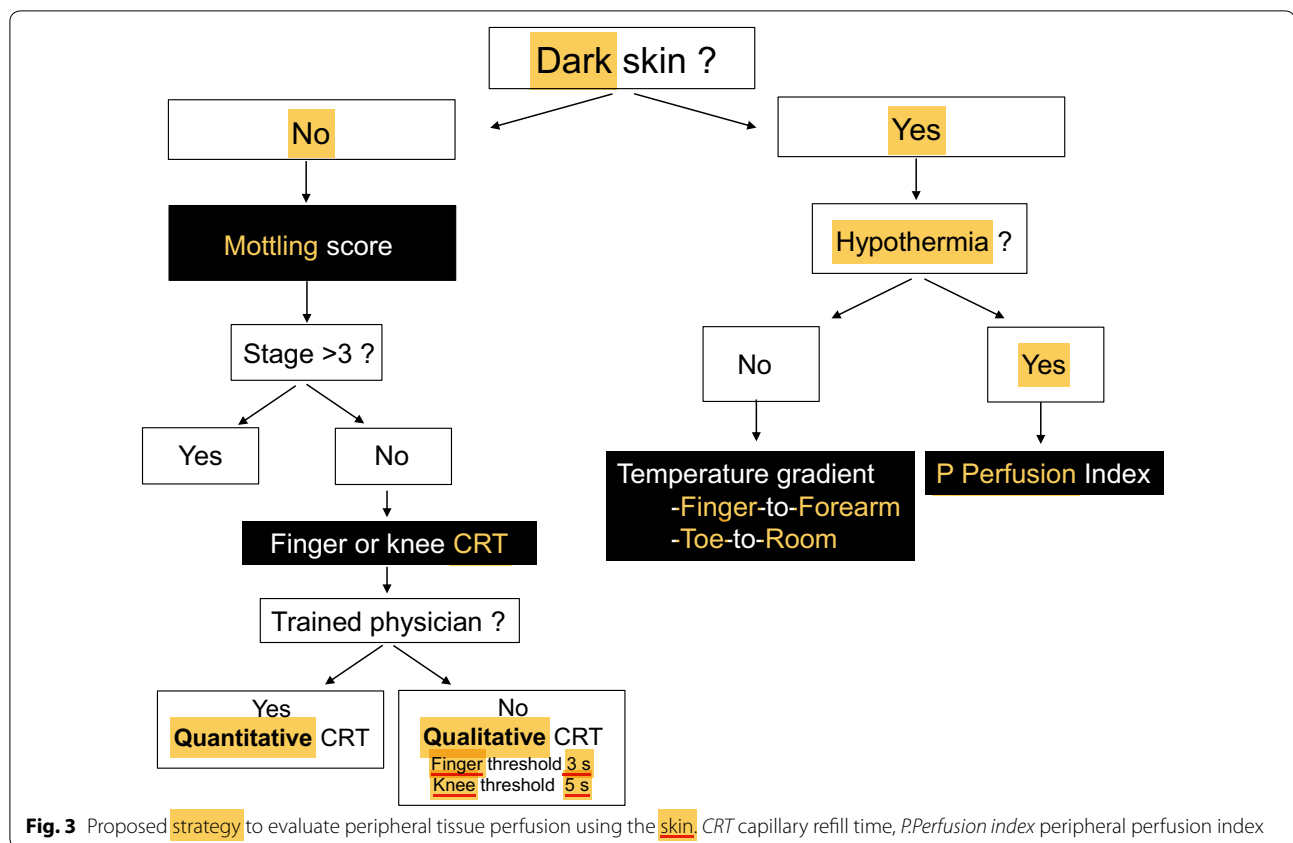 Dark skin ?
No
Yes
Mottling score
Hypothermia ?
Stage >3 ?
No
Yes
Yes
No
Temperature gradient
-Finger-to-Forearm
-Toe-to-Room
P Perfusion Index
Finger or knee CRT
Trained physician ?
Yes
Quantitative CRT
No
Qualitative CRT
Finger threshold 3 s
Knee threshold 5 s
Fig. 3 Proposed strategy to evaluate peripheral tissue perfusion using the skin. CRT capillary refill time, P.Perfusion index peripheral perfusion index